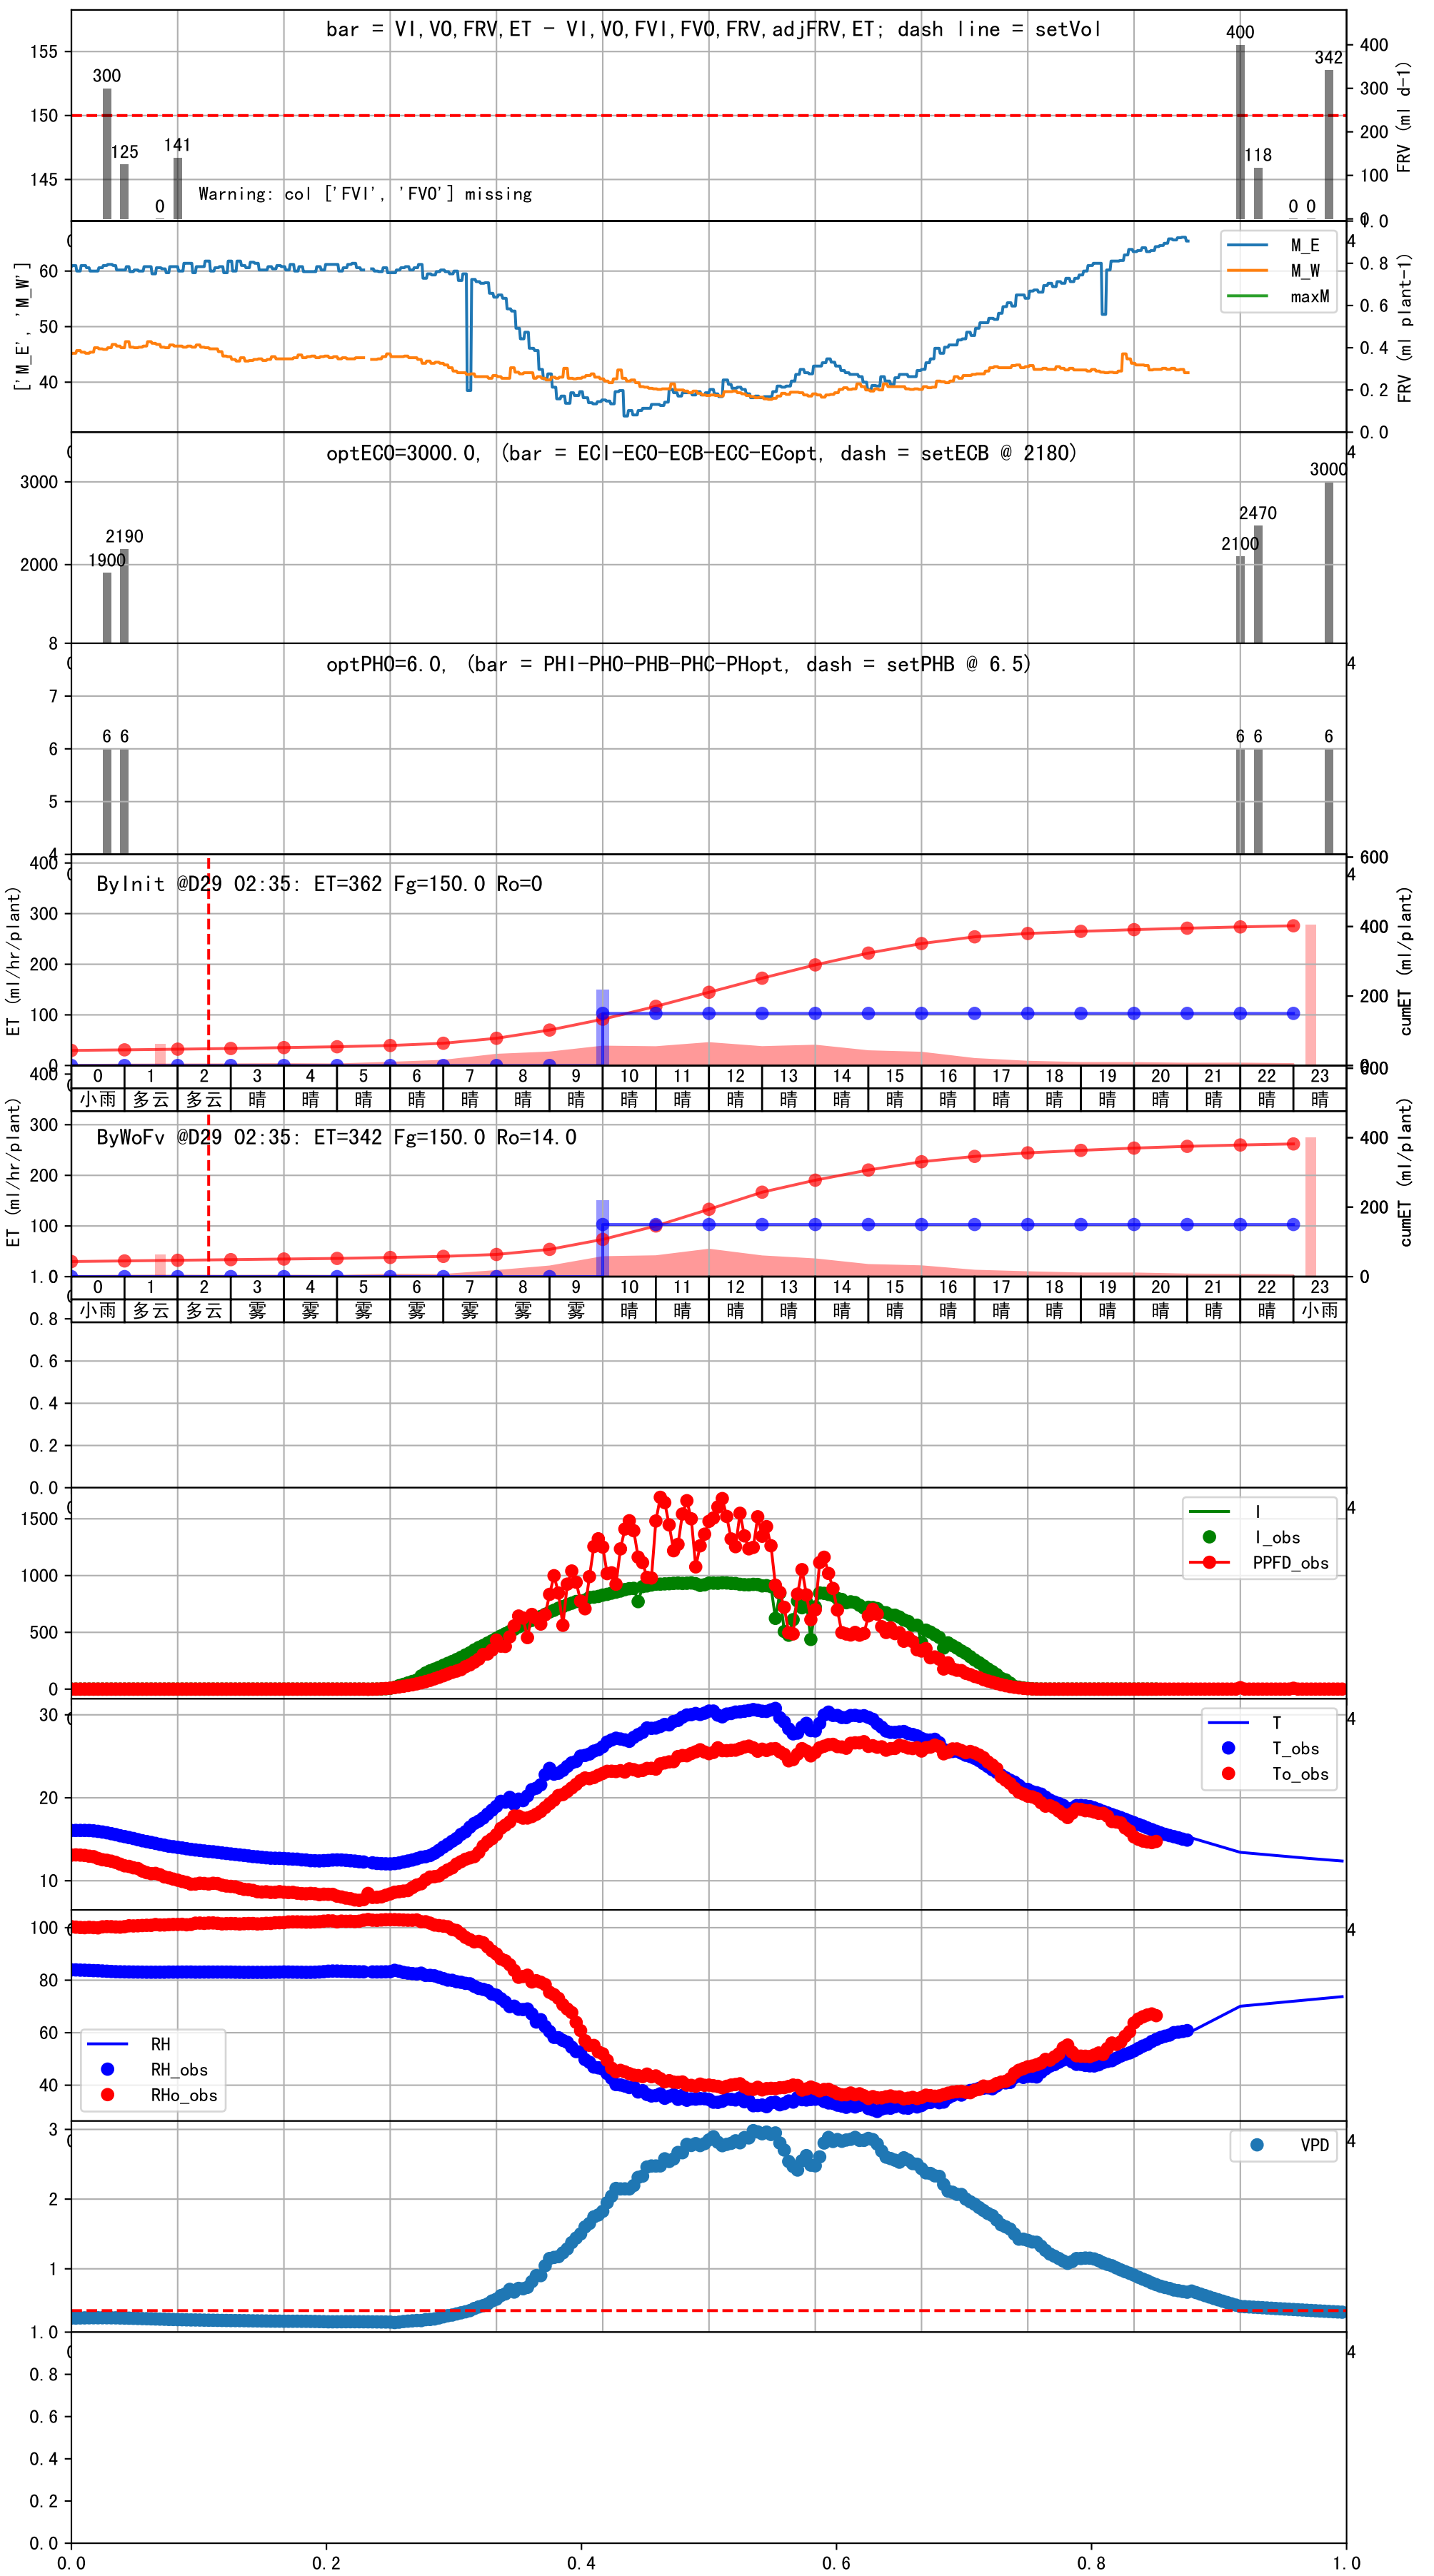 bar = VI,VO,FRV,ET - VI,VO,FVI,FVO,FRV,adjFRV,ET; dash line = setVol
155
150
145
300
125
0
141
400
118
0
0
342
Warning: col ['FVI', 'FVO'] missing
400
300
200
100
0
FRV (ml d-1)
['M_E', 'M_W']
60
50
40
M_E
M_W
maxM
1.0
0.8
0.6
0.4
0.2
0.0
FRV (ml plant-1)
optECO=3000.0, (bar = ECI-ECO-ECB-ECC-ECopt, dash = setECB @ 2180)
3000
2000
1900
2190
2100
2470
3000
optPHO=6.0, (bar = PHI-PHO-PHB-PHC-PHopt, dash = setPHB @ 6.5)
8
7
6
5
4
6 6
6 6
6
ByInit @D29 02:35: ET=362 Fg=150.0 Ro=0
ET (ml/hr/plant)
400
300
200
100
0
600
400
200
0
cumET (ml/plant)
0 1 2 3 4 5 6 7 8 9 10 11 12 13 14 15 16 17 18 19 20 21 22 23
小雨 多云 多云 晴 晴 晴 晴 晴 晴 晴 晴 晴 晴 晴 晴 晴 晴 晴 晴 晴 晴 晴 晴 晴
ByWoFv @D29 02:35: ET=342 Fg=150.0 Ro=14.0
ET (ml/hr/plant)
400
300
200
100
600
400
200
0
cumET (ml/plant)
0 1 2 3 4 5 6 7 8 9 10 11 12 13 14 15 16 17 18 19 20 21 22 23
小雨 多云 多云 雾 雾 雾 雾 雾 雾 雾 晴 晴 晴 晴 晴 晴 晴 晴 晴 晴 晴 晴 晴 小雨
1.0
0.8
0.6
0.4
0.2
0.0
1500
1000
500
0
I
I_obs
PPFD_obs
30
20
10
T
T_obs
To_obs
100
80
60
40
RH
RH_obs
RHo_obs
3
2
1
VPD
1.0
0.8
0.6
0.4
0.2
0.0
0.0 0.2 0.4 0.6 0.8 1.0